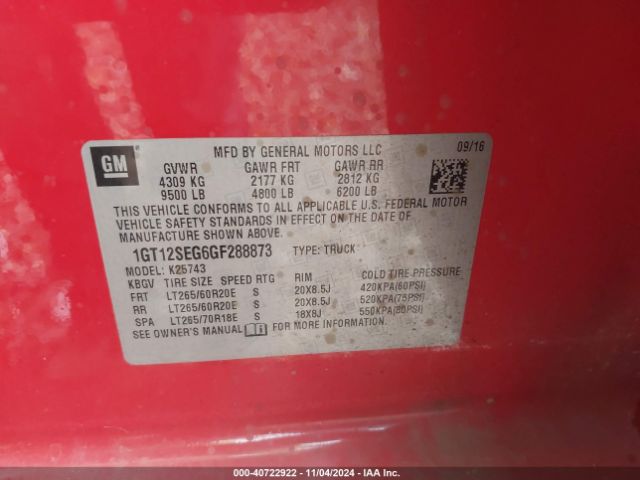 MFD BY GENERAL MOTORS LLC 09/16
GM
GVWR GAWR FRT GAWR RR
4309 KG 2177 KG 2812 KG
9500 LB 4800 LB 6200 LB
THIS VEHICLE CONFORMS TO ALL APPLICABLE U.S. FEDERAL MOTOR
VEHICLE SAFETY STANDARDS IN EFFECT ON THE DATE OF
MANUFACTURE SHOWN ABOVE.
1GT12SEG6GF288873 TYPE: TRUCK
MODEL: K25743
KBGV TIRE SIZE SPEED RTG RIM COLD TIRE PRESSURE
FRT LT265/60R20E S 20X8.5J 420KPA(60PSI)
RR LT265/60R20E S 20X8.5J 520KPA(75PSI)
SPA LT265/70R18E S 18X8J 550KPA(80PSI)
SEE OWNER'S MANUAL FOR MORE INFORMATION.
000-40722922 - 11/04/2024 - IAA Inc.